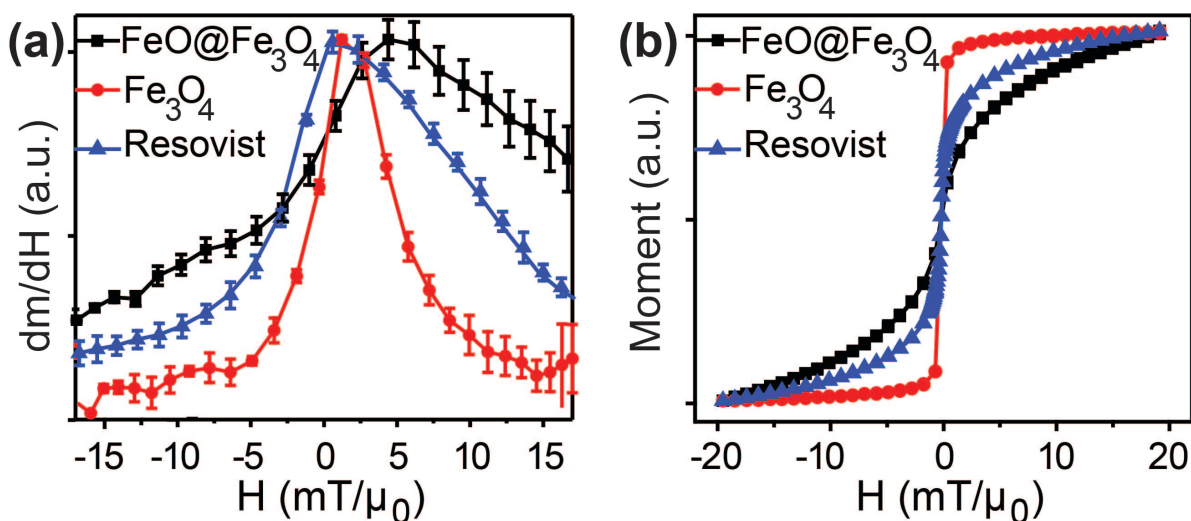 (a)
FeO@Fe₃O₄
Fe₃O₄
Resovist
dm/dH (a.u.)
-15 -10 -5 0 5 10 15
H (mT/μ₀)
(b)
FeO@Fe₃O₄
Fe₃O₄
Resovist
Moment (a.u.)
-20 -10 0 10 20
H (mT/μ₀)